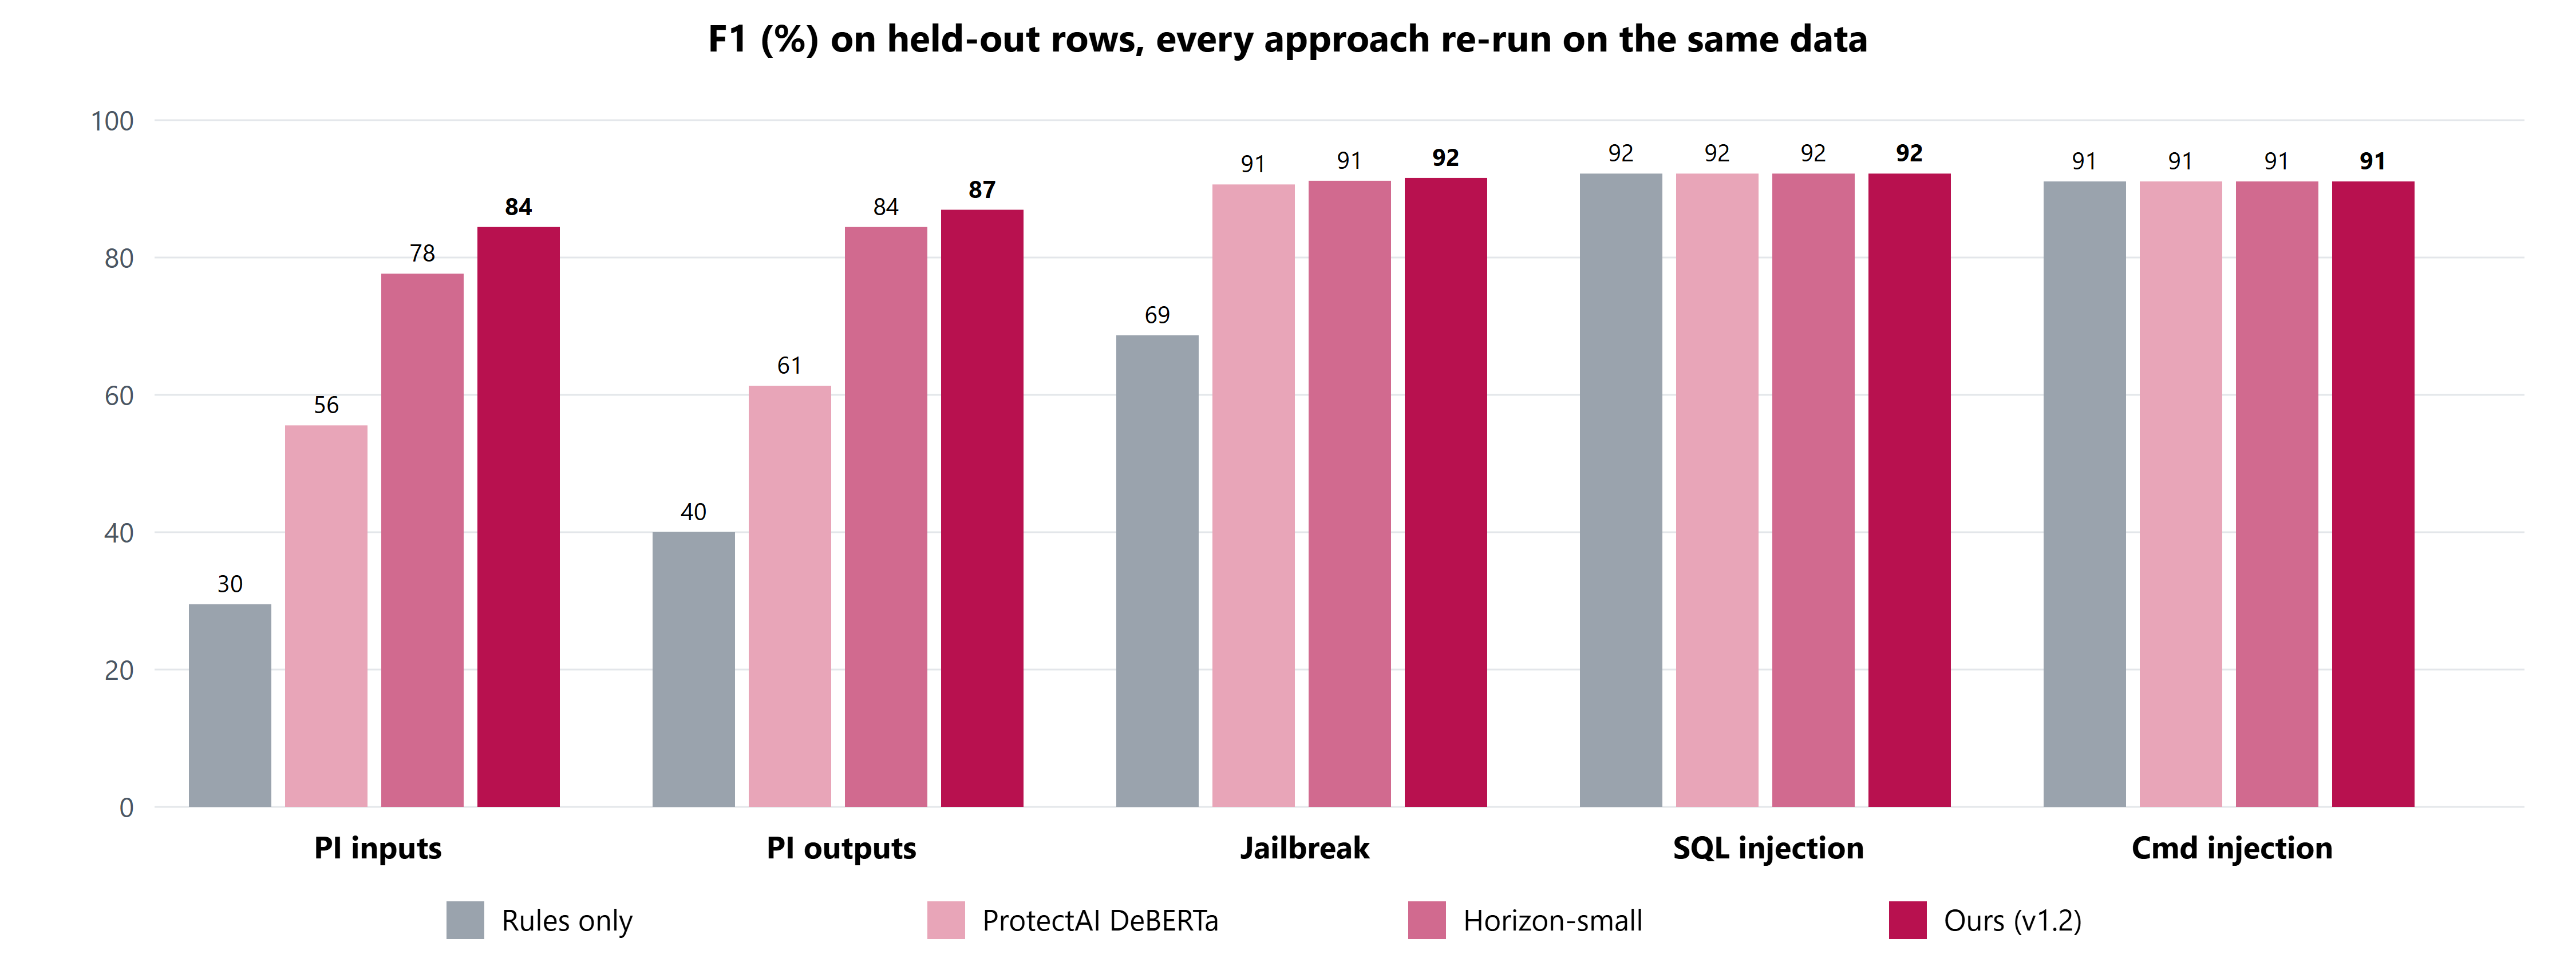 F1 (%) on held-out rows, every approach re-run on the same data
100
80
60
40
20
0
30
56
78
84
40
61
84
87
69
91
91
92
92
92
92
92
91
91
91
91
PI inputs
PI outputs
Jailbreak
SQL injection
Cmd injection
Rules only
ProtectAI DeBERTa
Horizon-small
Ours (v1.2)